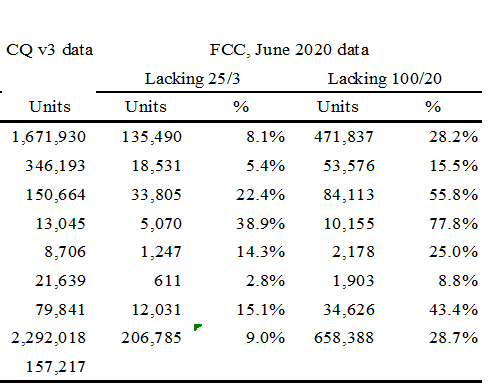 CQ v3 data FCC, June 2020 data
Lacking 25/3 Lacking 100/20
Units Units % Units %
1,671,930 135,490 8.1% 471,837 28.2%
346,193 18,531 5.4% 53,576 15.5%
150,664 33,805 22.4% 84,113 55.8%
13,045 5,070 38.9% 10,155 77.8%
8,706 1,247 14.3% 2,178 25.0%
21,639 611 2.8% 1,903 8.8%
79,841 12,031 15.1% 34,626 43.4%
2,292,018 206,785 9.0% 658,388 28.7%
157,217